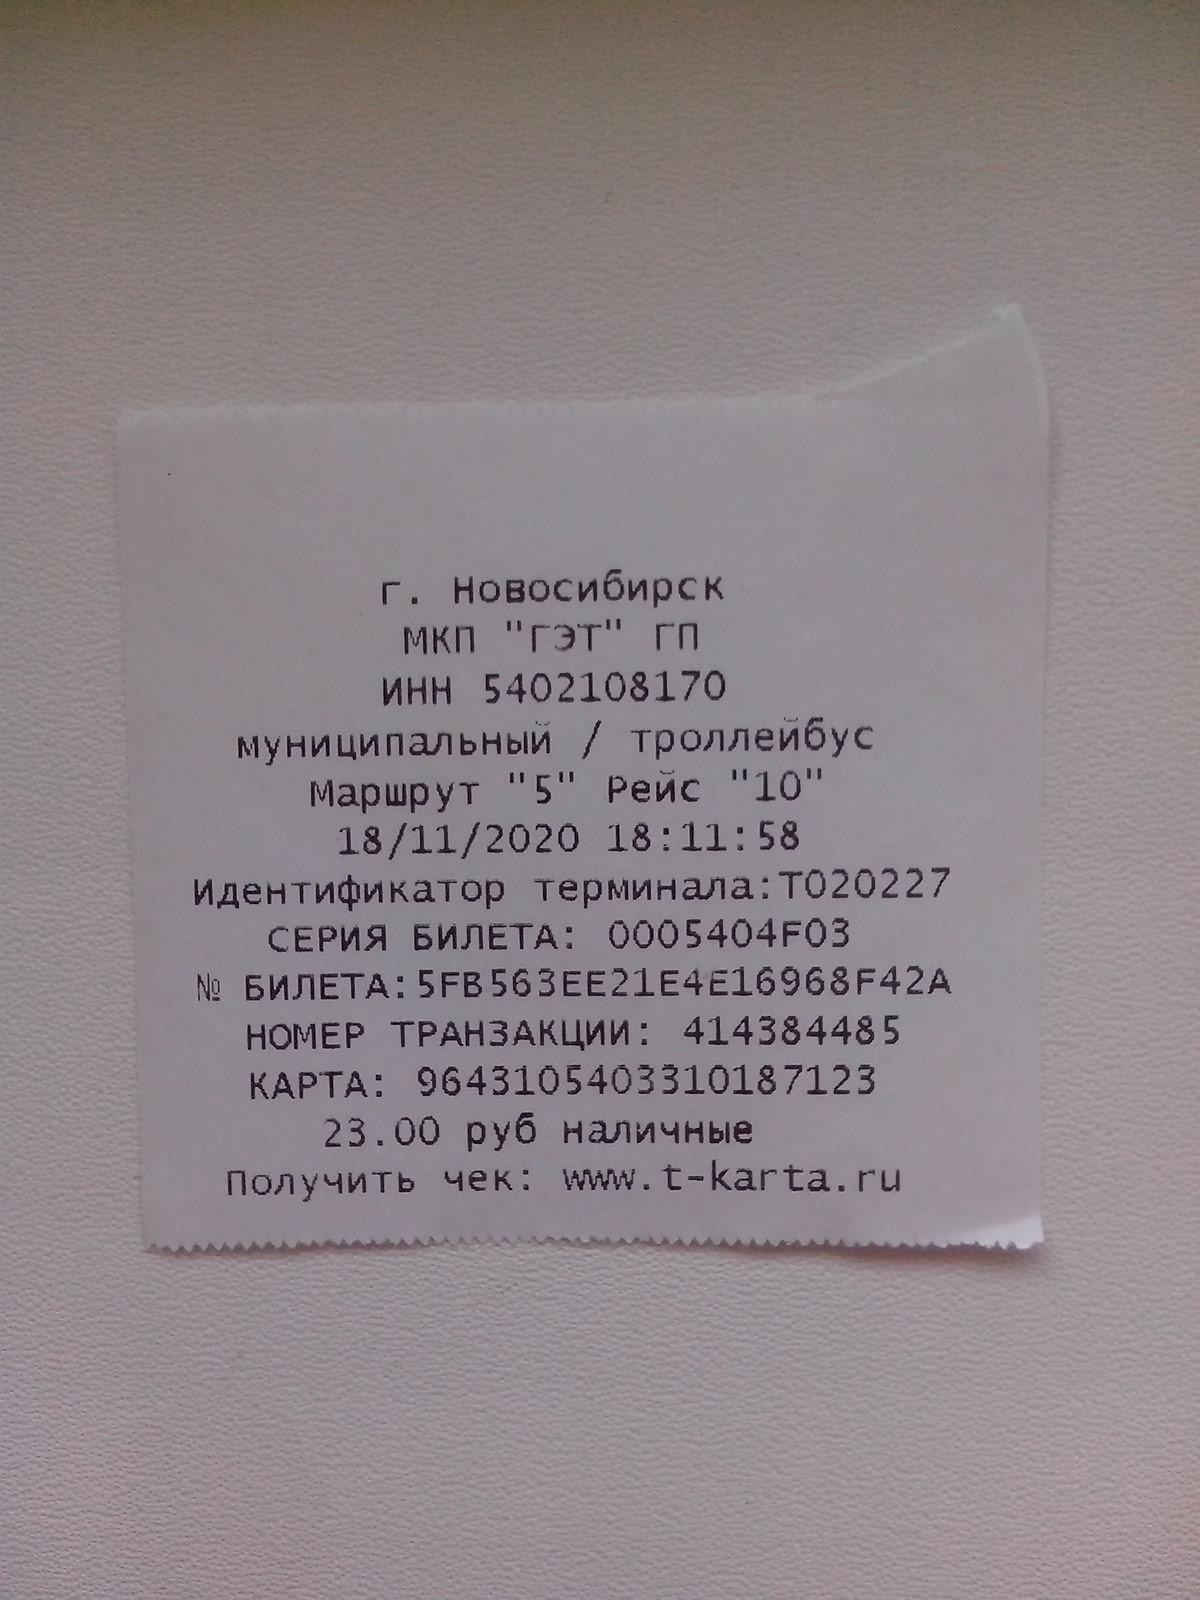 г. Новосибирск
МКП "ГЭТ" ГП
ИНН 5402108170
муниципальный / троллейбус
Маршрут "5" Рейс "10"
18/11/2020 18:11:58
Идентификатор терминала:T020227
СЕРИЯ БИЛЕТА: 0005404F03
№ БИЛЕТА:5FB563EE21E4E16968F42A
НОМЕР ТРАНЗАКЦИИ: 414384485
КАРТА: 9643105403310187123
23.00 руб наличные
Получить чек: www.t-karta.ru